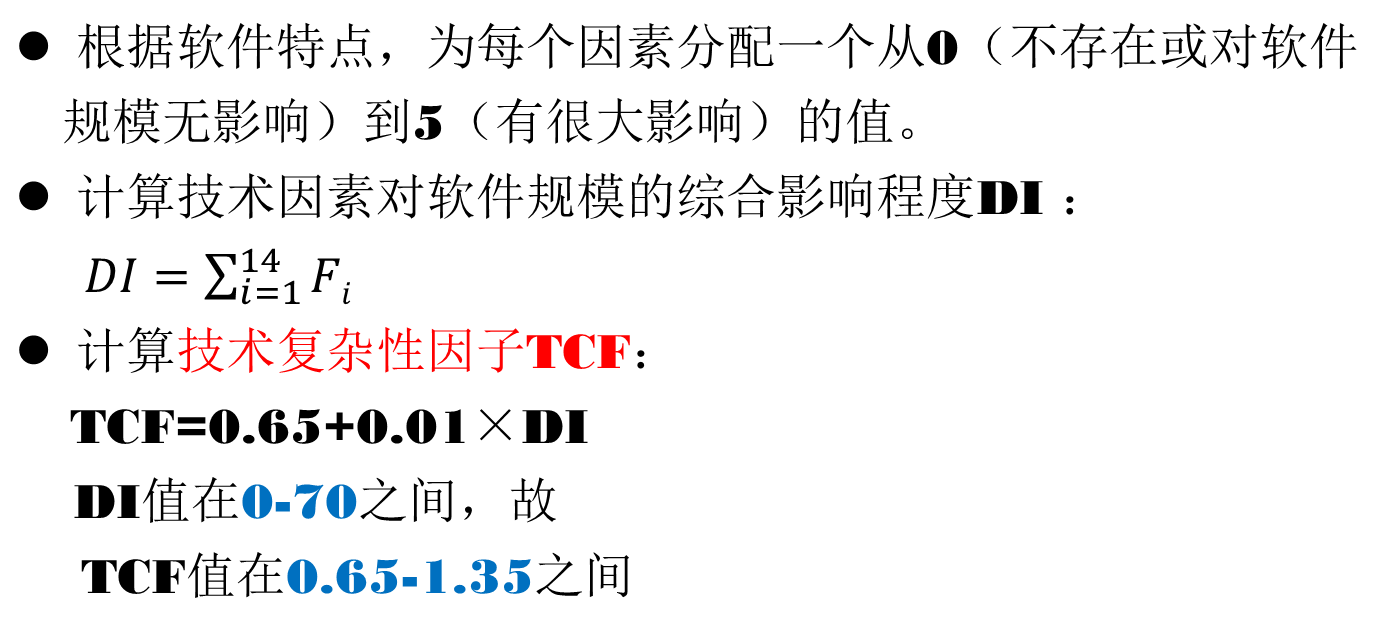 ● 根据软件特点，为每个因素分配一个从0（不存在或对软件
规模无影响）到5（有很大影响）的值。
● 计算技术因素对软件规模的综合影响程度DI：
DI = ∑_{i=1}^{14} F_i
● 计算技术复杂性因子TCF：
TCF=0.65+0.01×DI
DI值在0-70之间，故
TCF值在0.65-1.35之间